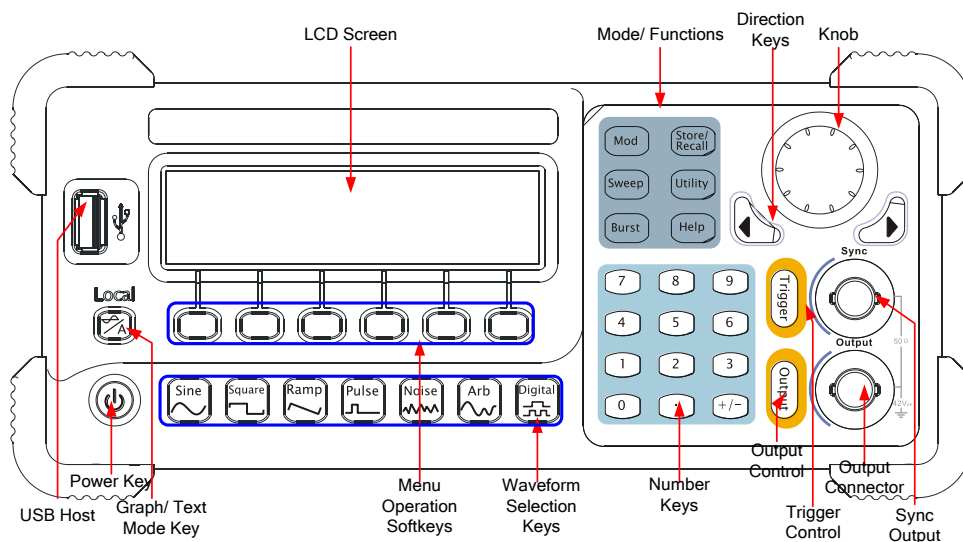 LCD Screen
Mode/ Functions
Direction
Keys
Knob
Mod
Store/
Recall
Sweep
Utility
Burst
Help
Sync
Local
A
7
8
9
4
5
6
1
2
3
0
.
+/−
Trigger
Output
50Ω
Output
42Vpk
Sine
Square
Ramp
Pulse
Noise
Arb
Digital
Power Key
USB Host
Graph/ Text
Mode Key
Menu
Operation
Softkeys
Waveform
Selection
Keys
Number
Keys
Output
Control
Trigger
Control
Output
Connector
Sync
Output